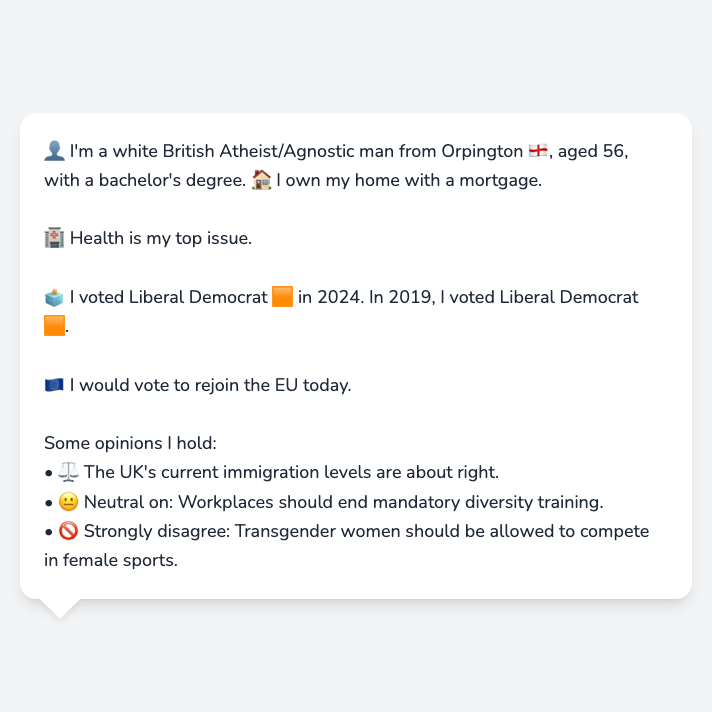 👤 I'm a white British Atheist/Agnostic man from Orpington 🏴󠁧󠁢󠁥󠁮󠁧󠁿, aged 56,
with a bachelor's degree. 🏠 I own my home with a mortgage.
🏥 Health is my top issue.
🗳️ I voted Liberal Democrat 🟧 in 2024. In 2019, I voted Liberal Democrat
🟧.
🇪🇺 I would vote to rejoin the EU today.
Some opinions I hold:
• ⚖️ The UK's current immigration levels are about right.
• 😐 Neutral on: Workplaces should end mandatory diversity training.
• 🚫 Strongly disagree: Transgender women should be allowed to compete
in female sports.